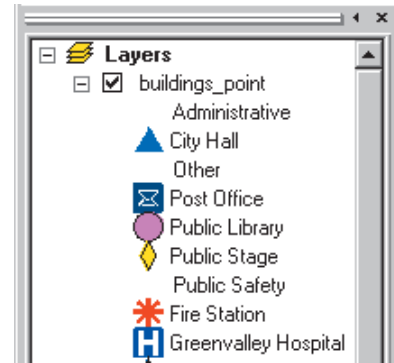 Layers
buildings_point
Administrative
City Hall
Other
Post Office
Public Library
Public Stage
Public Safety
Fire Station
H Greenvalley Hospital